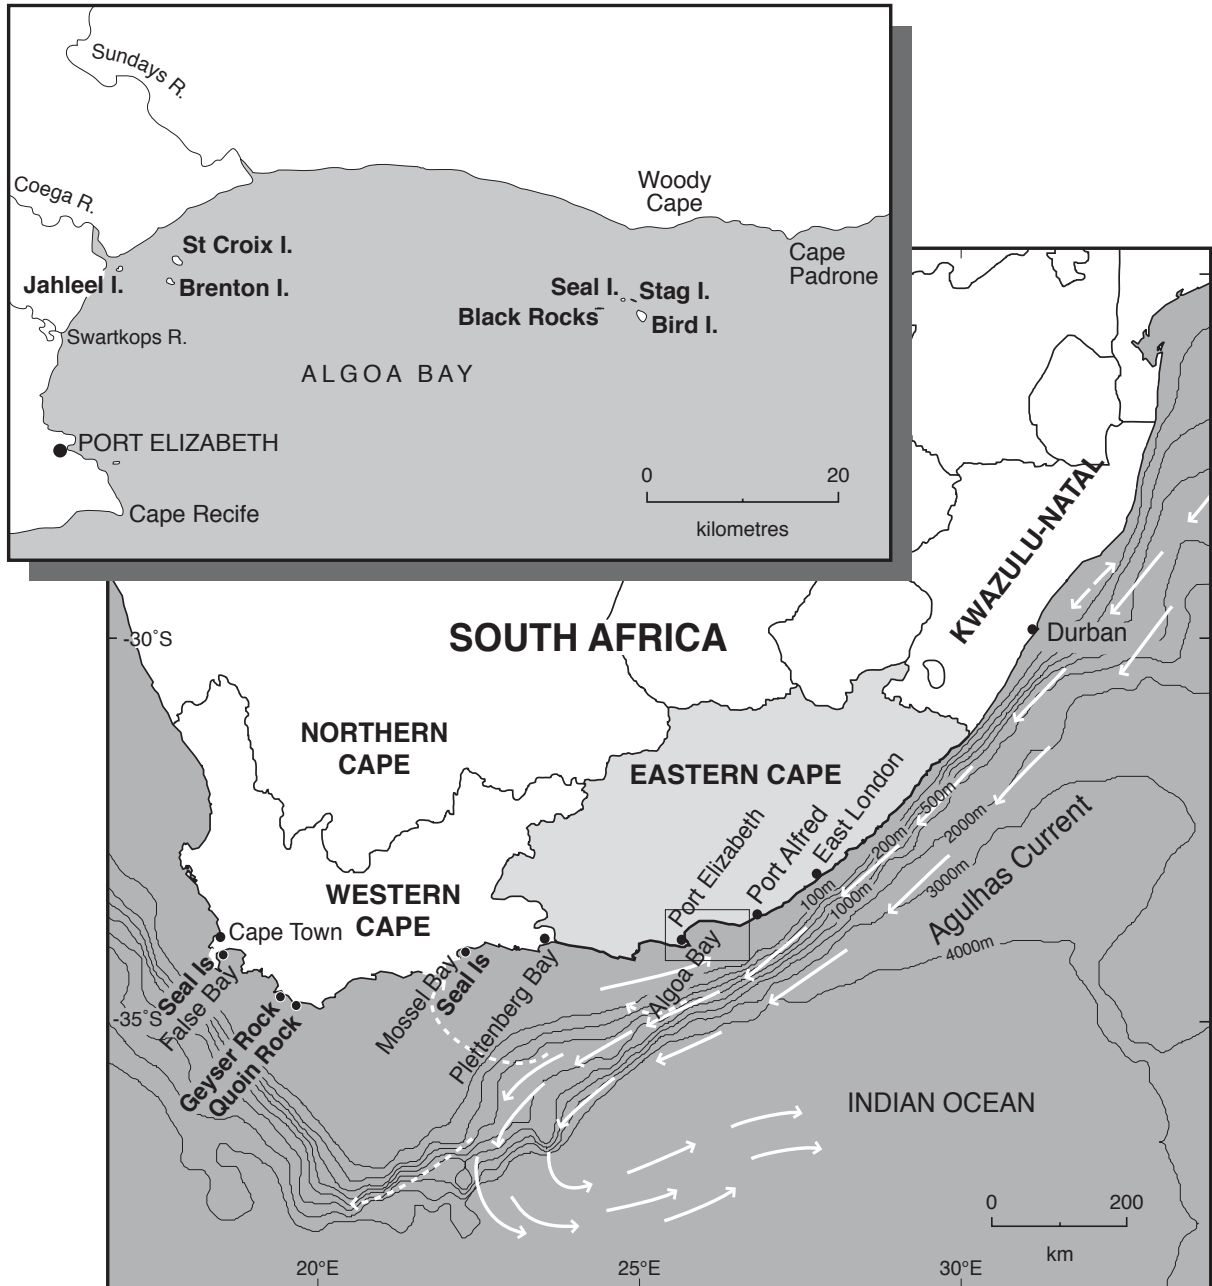 Sundays R.
Coega R.
Woody
Cape
St Croix I.
Cape
Padrone
Jahleel I.
Brenton I.
Seal I.
Stag I.
Black Rocks
Bird I.
Swartkops R.
ALGOA BAY
PORT ELIZABETH
0
20
kilometres
Cape Recife
KWAZULU-NATAL
-30°S
SOUTH AFRICA
Durban
NORTHERN
CAPE
EASTERN CAPE
East London
Port Alfred
Port Elizabeth
500m
2000m
200m
100m
1000m
3000m
Agulhas Current
4000m
WESTERN
CAPE
Cape Town
Seal Is
False Bay
-35°S
Geyser Rock
Quoin Rock
Mossel Bay
Seal Is
Plettenberg Bay
Algoa Bay
INDIAN OCEAN
0
200
km
20°E
25°E
30°E